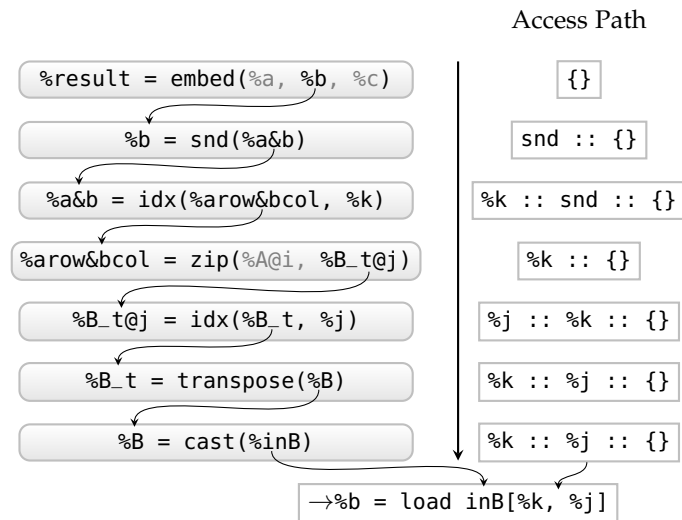 Access Path
%result = embed(%a, %b, %c)
{}
%b = snd(%a&b)
snd :: {}
%a&b = idx(%arow&bcol, %k)
%k :: snd :: {}
%arow&bcol = zip(%A@i, %B_t@j)
%k :: {}
%B_t@j = idx(%B_t, %j)
%j :: %k :: {}
%B_t = transpose(%B)
%k :: %j :: {}
%B = cast(%inB)
%k :: %j :: {}
→%b = load inB[%k, %j]